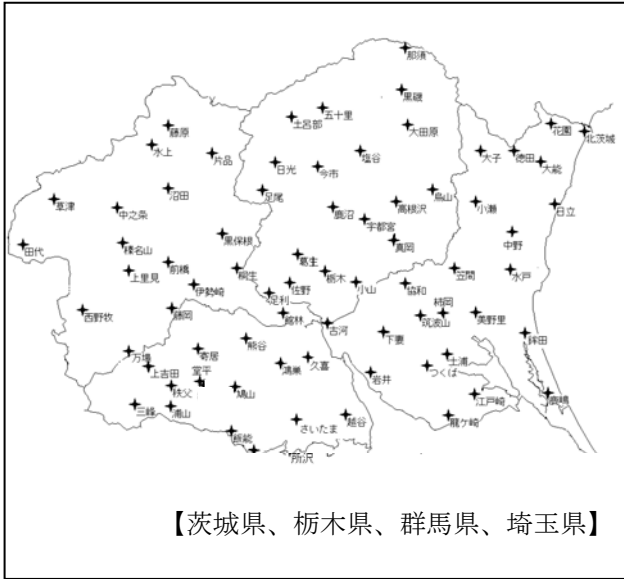 那須
黒磯
五十里
土呂部
大田原
花園
北茨城
藤原
水上
片品
塩谷
大子
徳田
大能
日光
今市
足尾
沼田
草津
中之条
烏山
高根沢
鹿沼
宇都宮
小瀬
日立
黒保根
真岡
中野
田代
榛名山
前橋
上里見
桐生
葛生
栃木
笠間
水戸
伊勢崎
佐野
小山
足利
協和
西野牧
藤岡
館林
古河
筑波山
柿岡
美野里
下妻
鉾田
熊谷
寄居
万場
上吉田
鴻巣
久喜
土浦
つくば
岩井
堂平
秩父
鳩山
三峰
浦山
江戸崎
鹿嶋
さいたま
越谷
龍ケ崎
飯能
所沢
【茨城県、栃木県、群馬県、埼玉県】